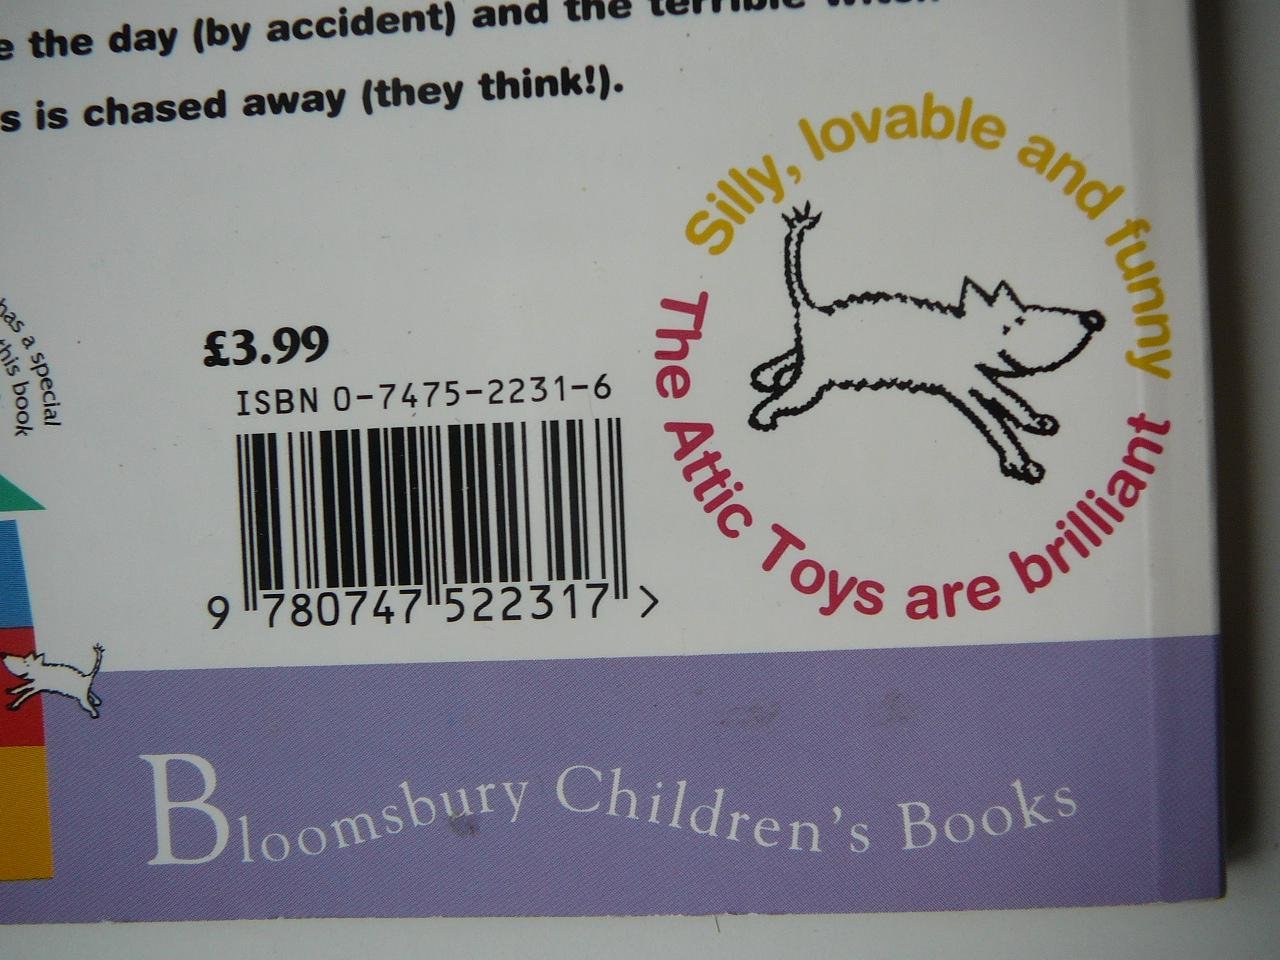 the day (by accident) and the terrible
is chased away (they think!).
has a special
this book
£3.99
ISBN 0-7475-2231-6
9 780747 522317 >
Silly, lovable and funny
The Attic Toys are brilliant
Bloomsbury Children's Books